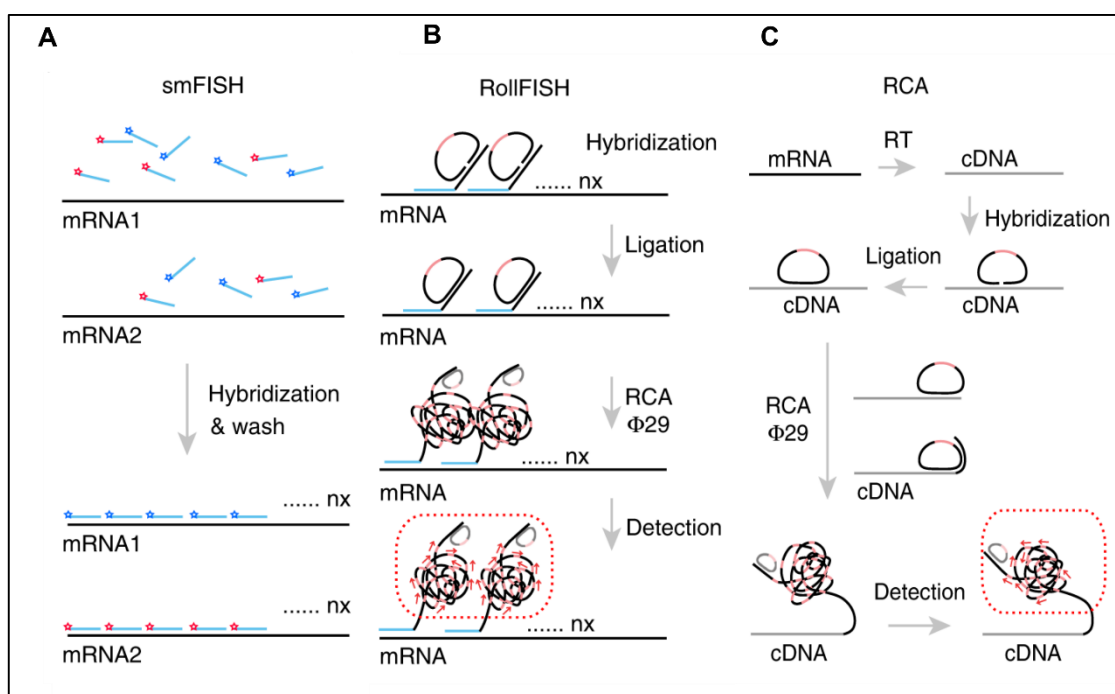 A
smFISH
mRNA1
mRNA2
Hybridization
& wash
...... nx
mRNA1
...... nx
mRNA2
B
RollFISH
Hybridization
...... nx
mRNA
Ligation
...... nx
mRNA
RCA
Φ29
...... nx
mRNA
Detection
...... nx
mRNA
C
RCA
mRNA
RT
cDNA
Hybridization
Ligation
cDNA
cDNA
RCA
Φ29
cDNA
Detection
cDNA
cDNA